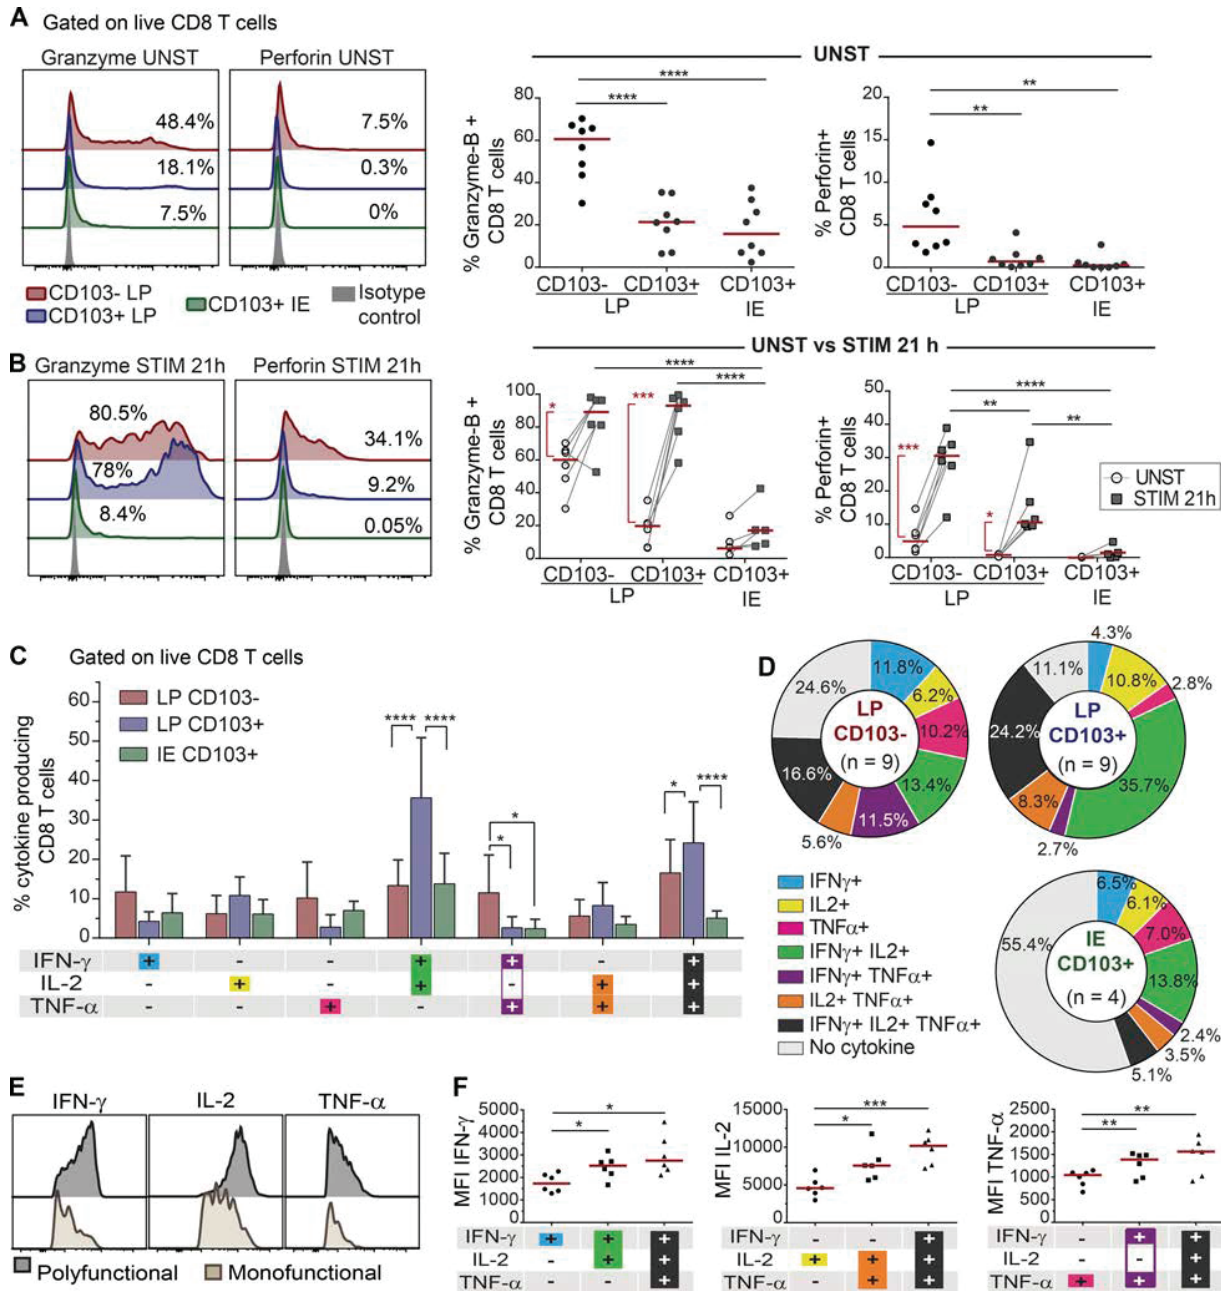 A Gated on live CD8 T cells
Granzyme UNST Perforin UNST
48.4% 7.5%
18.1% 0.3%
7.5% 0%
CD103- LP
CD103+ LP
CD103+ IE
Isotype
control
UNST
% Granzyme-B +
CD8 T cells
80
60
40
20
0
**** ****
CD103- CD103+ CD103+
LP IE
% Perforin+
CD8 T cells
20
15
10
5
0
** **
CD103- CD103+ CD103+
LP IE
B Granzyme STIM 21h Perforin STIM 21h
80.5% 34.1%
78% 9.2%
8.4% 0.05%
UNST vs STIM 21 h
% Granzyme-B +
CD8 T cells
100
80
60
40
20
0
****
****
* ***
CD103- CD103+ CD103+
LP IE
% Perforin+
CD8 T cells
50
40
30
20
10
0
****
** **
*** *
CD103- CD103+ CD103+
LP IE
UNST
STIM 21h
C Gated on live CD8 T cells
% cytokine producing
CD8 T cells
60
50
40
30
20
10
0
LP CD103-
LP CD103+
IE CD103+
**** ****
* *
* ****
IFN-γ + - - + + - +
IL-2 - + - + - + +
TNF-α - - + - + + +
D
11.8%
6.2%
10.2%
13.4%
11.5%
5.6%
16.6%
24.6%
LP
CD103-
(n = 9)
4.3%
10.8%
2.8%
35.7%
2.7%
8.3%
24.2%
11.1%
LP
CD103+
(n = 9)
IFNγ+
IL2+
TNFα+
IFNγ+ IL2+
IFNγ+ TNFα+
IL2+ TNFα+
IFNγ+ IL2+ TNFα+
No cytokine
6.5%
6.1%
7.0%
13.8%
2.4%
3.5%
5.1%
55.4%
IE
CD103+
(n = 4)
E
IFN-γ IL-2 TNF-α
Polyfunctional Monofunctional
F
MFI IFN-γ
5000
4000
3000
2000
1000
0
*
*
IFN-γ + + +
IL-2 - + +
TNF-α - - +
MFI IL-2
15000
10000
5000
0
***
*
IFN-γ - - +
IL-2 + + +
TNF-α - + +
MFI TNF-α
2500
2000
1500
1000
500
0
**
**
IFN-γ - + +
IL-2 - - +
TNF-α + + +